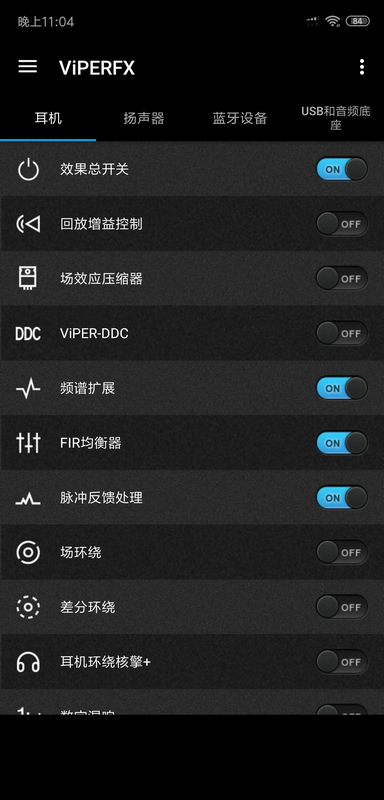 晚上11:04
84
ViPERFX
耳机
扬声器
蓝牙设备
USB和音频底
座
效果总开关
ON
回放增益控制
OFF
场效应压缩器
OFF
DDC
ViPER-DDC
OFF
频谱扩展
ON
FIR均衡器
ON
脉冲反馈处理
ON
场环绕
OFF
差分环绕
OFF
耳机环绕核擎+
OFF